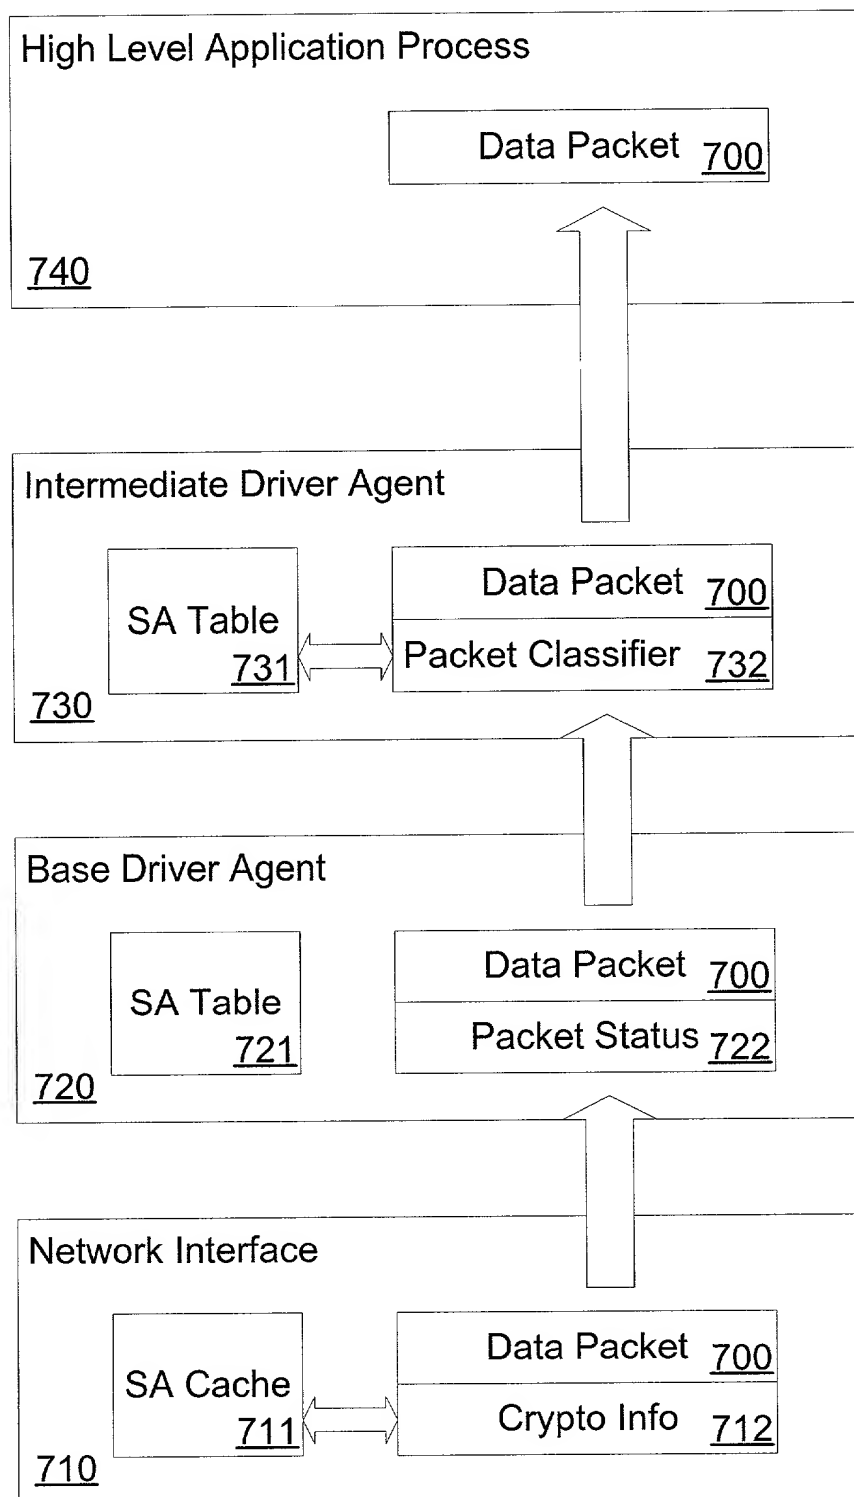 High Level Application Process
Data Packet 700
740
Intermediate Driver Agent
Data Packet 700
SA Table
731
Packet Classifier 732
730
Base Driver Agent
Data Packet 700
SA Table
721
Packet Status 722
720
Network Interface
Data Packet 700
SA Cache
711
Crypto Info 712
710